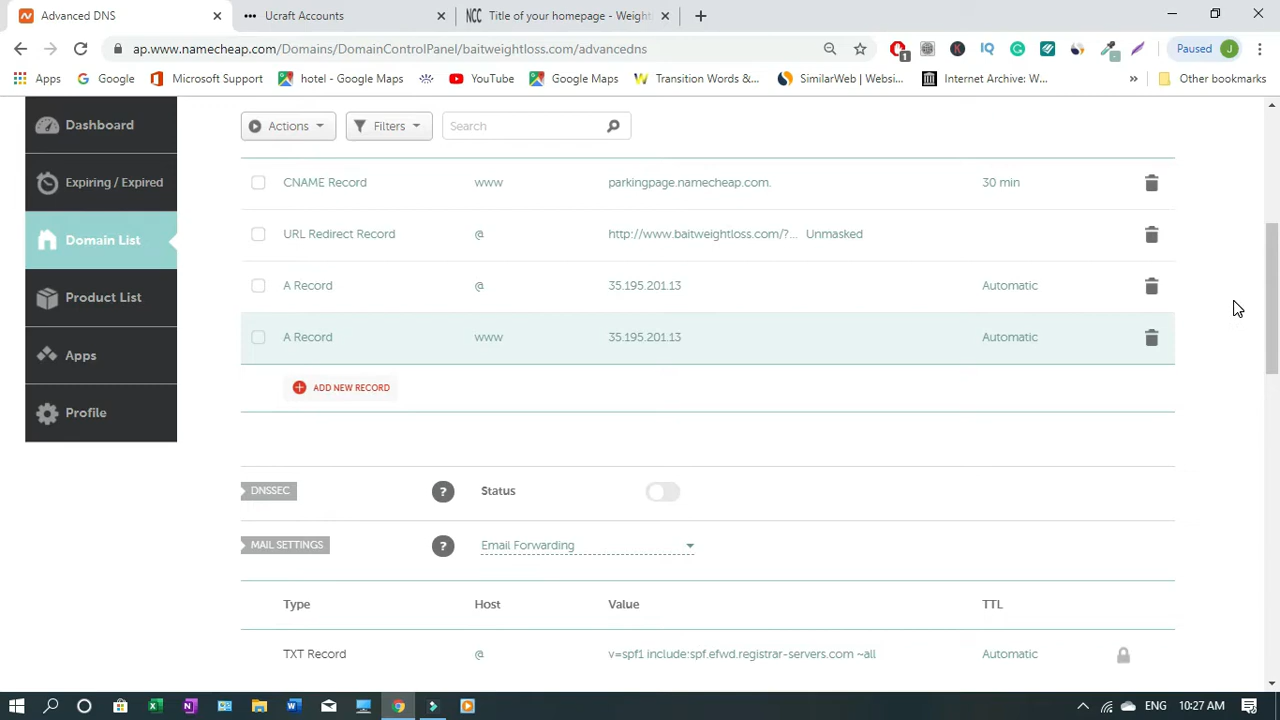 Advanced DNS
Ucraft Accounts
NCC Title of your homepage - Weight
ap.www.namecheap.com/Domains/DomainControlPanel/baitweightloss.com/advancedns
1
Paused J
Apps Google Microsoft Support hotel - Google Maps YouTube Google Maps Transition Words &... SimilarWeb | Websi... Internet Archive: W... » Other bookmarks
Dashboard
Expiring / Expired
Domain List
Product List
Apps
Profile
Actions Filters Search
CNAME Record www parkingpage.namecheap.com. 30 min
URL Redirect Record @ http://www.baitweightloss.com/?... Unmasked
A Record @ 35.195.201.13 Automatic
A Record www 35.195.201.13 Automatic
ADD NEW RECORD
DNSSEC ? Status
MAIL SETTINGS ? Email Forwarding
Type Host Value TTL
TXT Record @ v=spf1 include:spf.efwd.registrar-servers.com ~all Automatic
ENG 10:27 AM